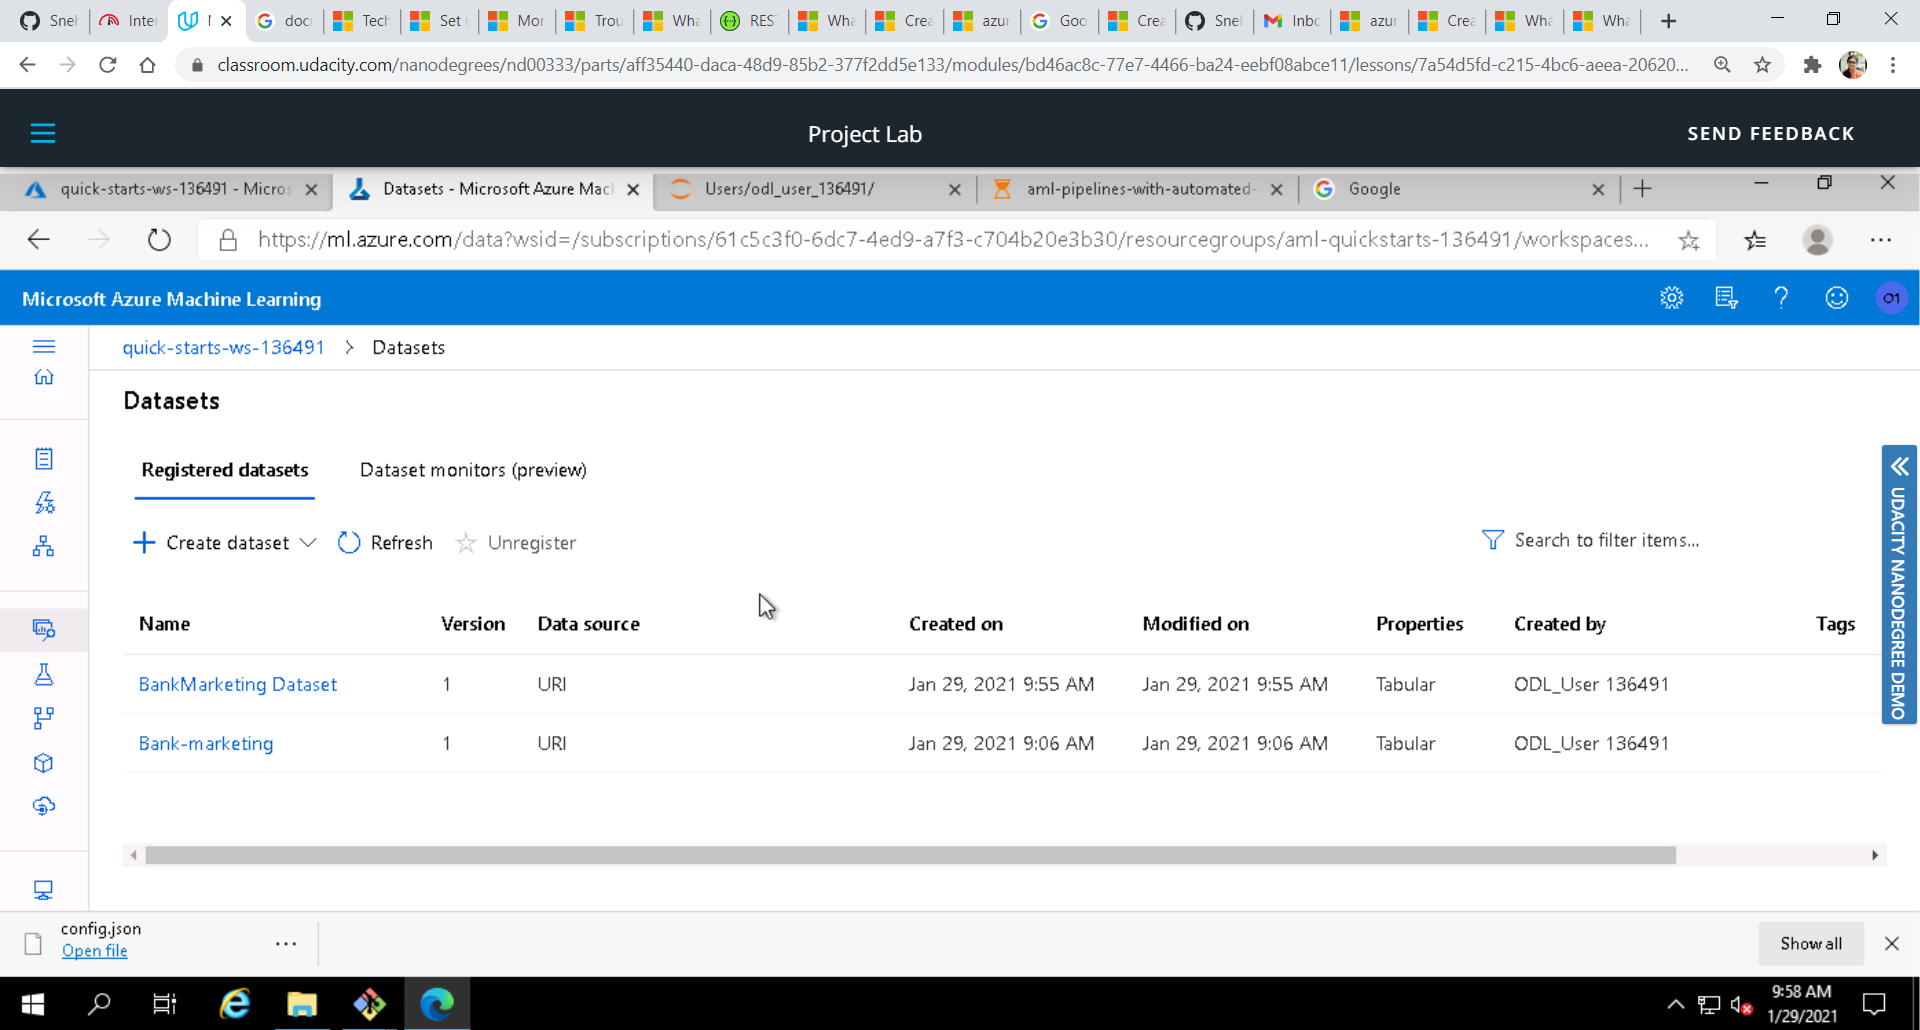 Snel Inter I docu Tech Set u Mor Trou Wha REST Wha Crea azur Goo Crea Snel Inbc azur Crea Wha Wha
classroom.udacity.com/nanodegrees/nd00333/parts/aff35440-daca-48d9-85b2-377f2dd5e133/modules/bd46ac8c-77e7-4466-ba24-eebf08abce11/lessons/7a54d5fd-c215-4bc6-aeea-20620...
Project Lab SEND FEEDBACK
quick-starts-ws-136491 - Micros Datasets - Microsoft Azure Macl Users/odl_user_136491/ aml-pipelines-with-automated- Google
https://ml.azure.com/data?wsid=/subscriptions/61c5c3f0-6dc7-4ed9-a7f3-c704b20e3b30/resourcegroups/aml-quickstarts-136491/workspaces...
Microsoft Azure Machine Learning O1
quick-starts-ws-136491 > Datasets
Datasets
Registered datasets Dataset monitors (preview)
Create dataset Refresh Unregister Search to filter items...
Name Version Data source Created on Modified on Properties Created by Tags
BankMarketing Dataset 1 URI Jan 29, 2021 9:55 AM Jan 29, 2021 9:55 AM Tabular ODL_User 136491
Bank-marketing 1 URI Jan 29, 2021 9:06 AM Jan 29, 2021 9:06 AM Tabular ODL_User 136491
UDACITY NANODEGREE DEMO
config.json
Open file
Show all
9:58 AM
1/29/2021